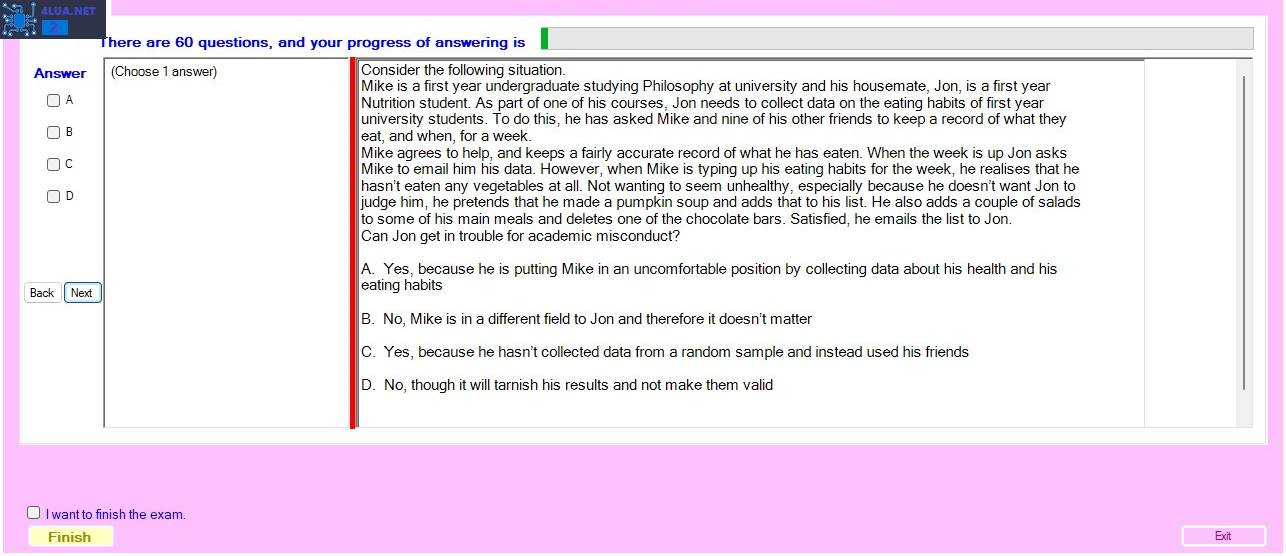 4LUA.NET
2
There are 60 questions, and your progress of answering is
Answer
(Choose 1 answer)
A
B
C
D
Back
Next
Consider the following situation.
Mike is a first year undergraduate studying Philosophy at university and his housemate, Jon, is a first year
Nutrition student. As part of one of his courses, Jon needs to collect data on the eating habits of first year
university students. To do this, he has asked Mike and nine of his other friends to keep a record of what they
eat, and when, for a week.
Mike agrees to help, and keeps a fairly accurate record of what he has eaten. When the week is up Jon asks
Mike to email him his data. However, when Mike is typing up his eating habits for the week, he realises that he
hasn't eaten any vegetables at all. Not wanting to seem unhealthy, especially because he doesn't want Jon to
judge him, he pretends that he made a pumpkin soup and adds that to his list. He also adds a couple of salads
to some of his main meals and deletes one of the chocolate bars. Satisfied, he emails the list to Jon.
Can Jon get in trouble for academic misconduct?
A. Yes, because he is putting Mike in an uncomfortable position by collecting data about his health and his
eating habits
B. No, Mike is in a different field to Jon and therefore it doesn't matter
C. Yes, because he hasn't collected data from a random sample and instead used his friends
D. No, though it will tarnish his results and not make them valid
I want to finish the exam.
Finish
Exit